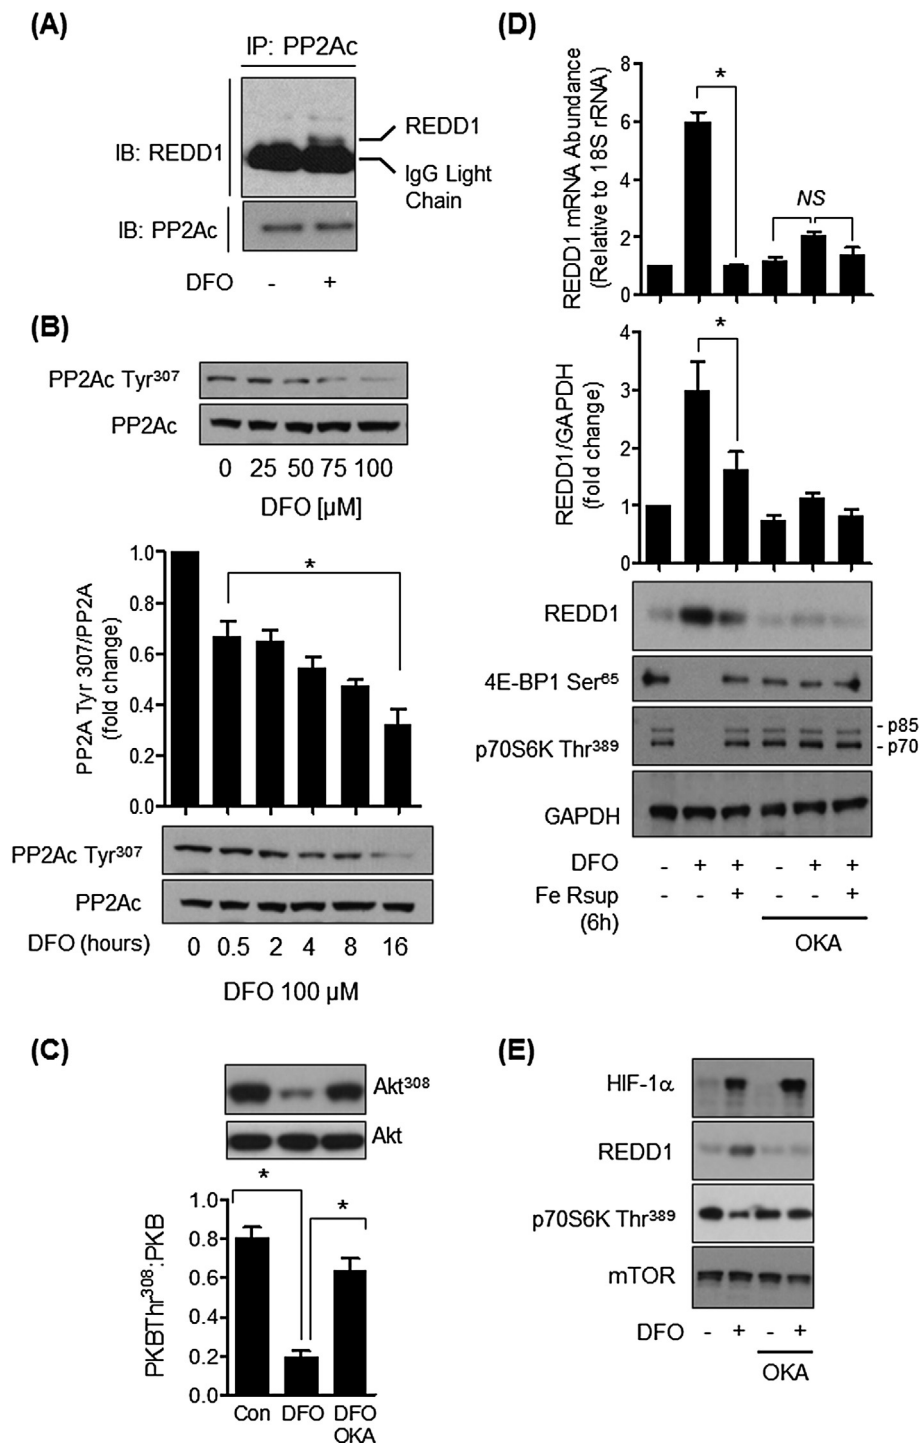 (A)
IP: PP2Ac
IB: REDD1
REDD1
IgG Light
Chain
IB: PP2Ac
DFO - +
(B)
PP2Ac Tyr307
PP2Ac
0 25 50 75 100
DFO [µM]
PP2A Tyr 307/PP2A
(fold change)
1.0
0.8
0.6
0.4
0.2
0.0
*
PP2Ac Tyr307
PP2Ac
DFO (hours) 0 0.5 2 4 8 16
DFO 100 µM
(C)
Akt308
Akt
* *
PKBThr308:PKB
1.0
0.8
0.6
0.4
0.2
0.0
Con DFO DFO
OKA
(D)
REDD1 mRNA Abundance
(Relative to 18S rRNA)
8
6
4
2
0
*
NS
REDD1/GAPDH
(fold change)
4
3
2
1
0
*
REDD1
4E-BP1 Ser65
p70S6K Thr389
- p85
- p70
GAPDH
DFO - + + - + +
Fe Rsup - - + - - +
(6h)
OKA
(E)
HIF-1α
REDD1
p70S6K Thr389
mTOR
DFO - + - +
OKA